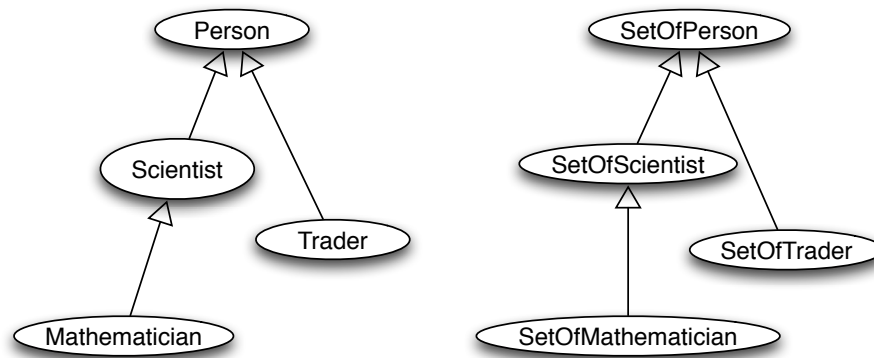 Person
Scientist
Trader
Mathematician
SetOfPerson
SetOfScientist
SetOfTrader
SetOfMathematician